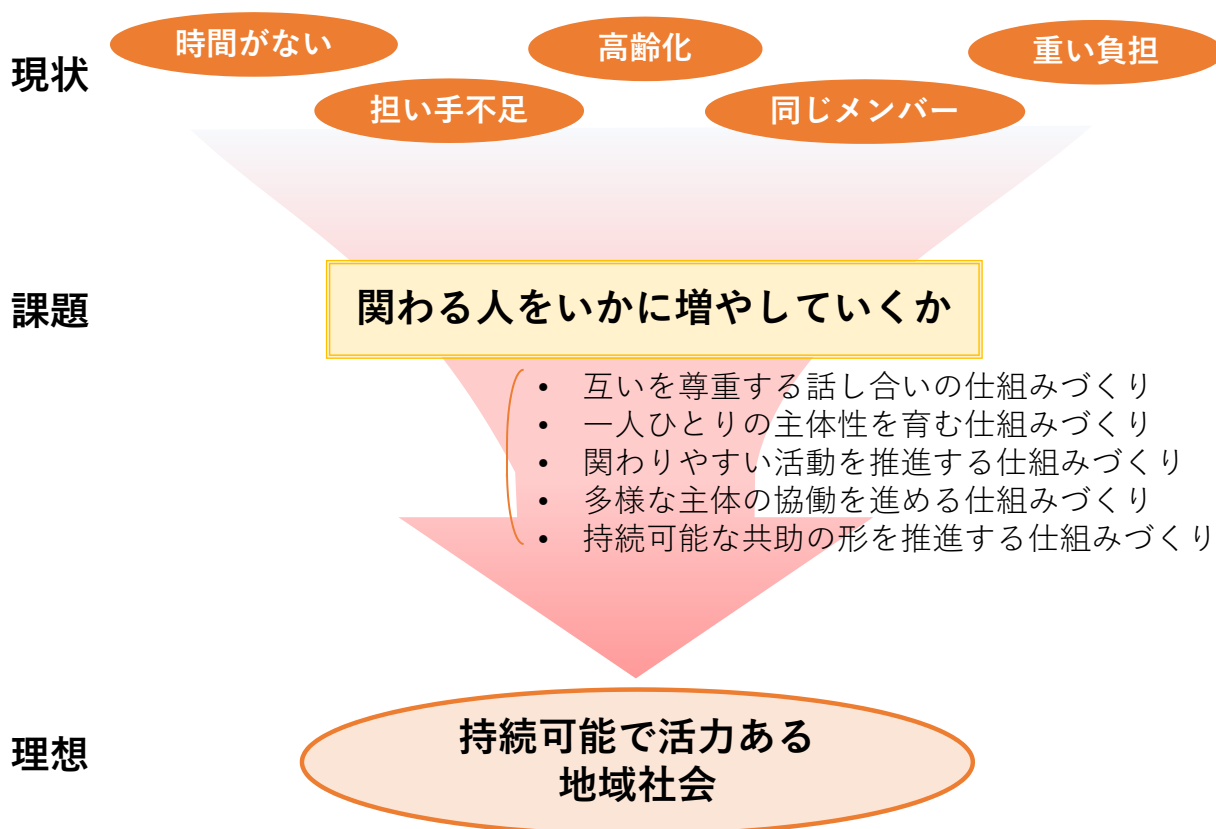 現状
時間がない
高齢化
重い負担
担い手不足
同じメンバー
課題
関わる人をいかに増やしていくか
• 互いを尊重する話し合いの仕組みづくり
• 一人ひとりの主体性を育む仕組みづくり
• 関わりやすい活動を推進する仕組みづくり
• 多様な主体の協働を進める仕組みづくり
• 持続可能な共助の形を推進する仕組みづくり
理想
持続可能で活力ある
地域社会